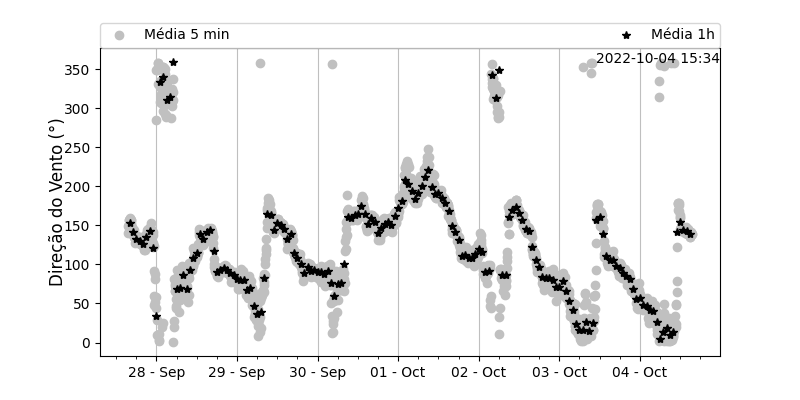 Média 5 min
Média 1h
2022-10-04 15:34
Direção do Vento (°)
350
300
250
200
150
100
50
0
28 - Sep
29 - Sep
30 - Sep
01 - Oct
02 - Oct
03 - Oct
04 - Oct